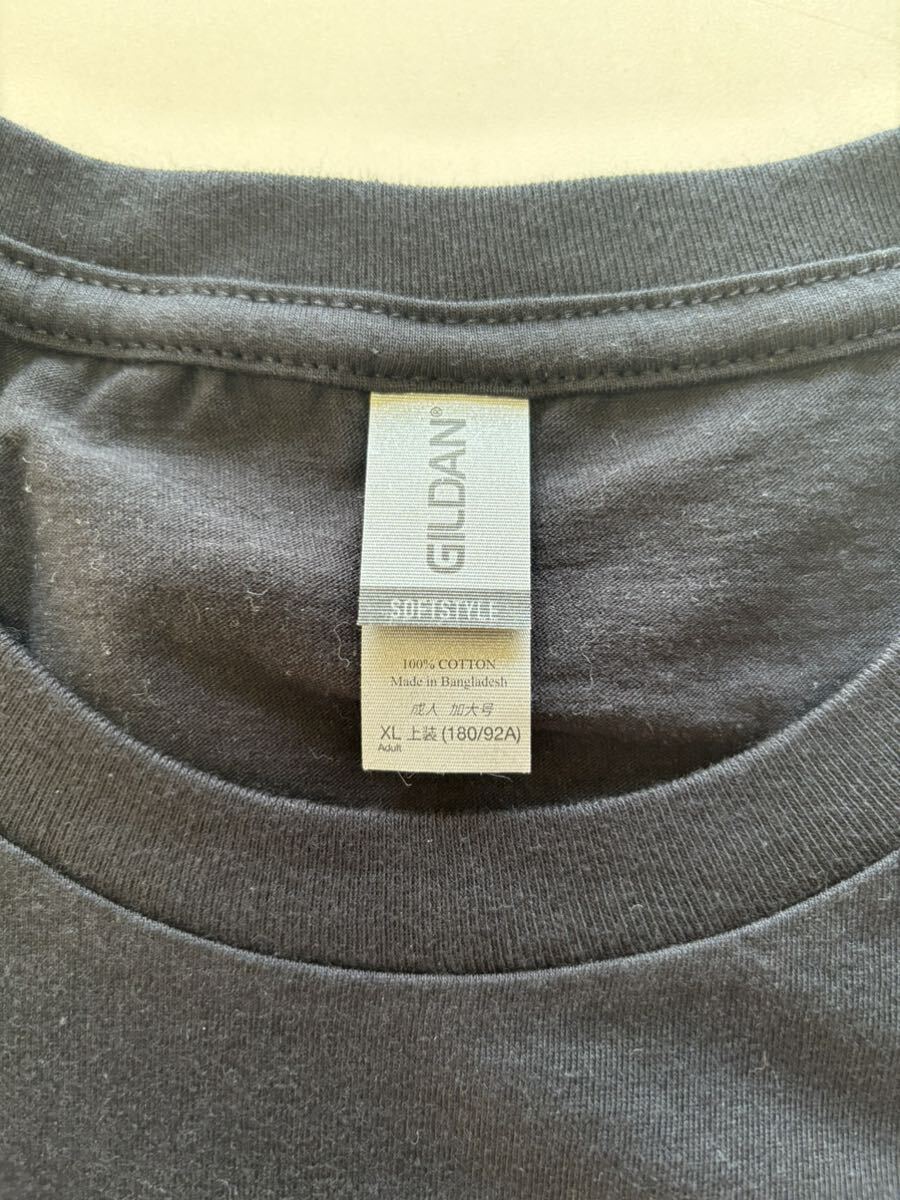 GILDAN®
SOFTSTYLE
100% COTTON
Made in Bangladesh
成人 加大号
XL 上装 (180/92A)
Adult